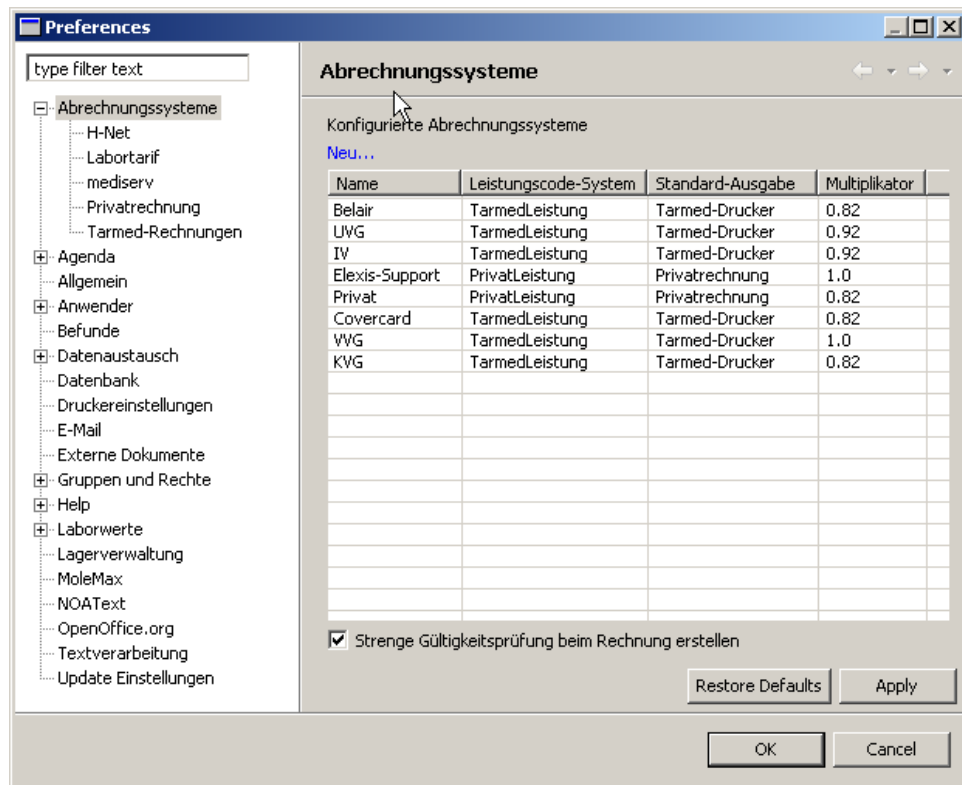 Preferences
type filter text
Abrechnungssysteme
H-Net
Labortarif
mediserv
Privatrechnung
Tarmed-Rechnungen
Agenda
Allgemein
Anwender
Befunde
Datenaustausch
Datenbank
Druckereinstellungen
E-Mail
Externe Dokumente
Gruppen und Rechte
Help
Laborwerte
Lagerverwaltung
MoleMax
NOAText
OpenOffice.org
Textverarbeitung
Update Einstellungen
Abrechnungssysteme
Konfigurierte Abrechnungssysteme
Neu...
Name Leistungscode-System Standard-Ausgabe Multiplikator
Belair TarmedLeistung Tarmed-Drucker 0.82
UVG TarmedLeistung Tarmed-Drucker 0.92
IV TarmedLeistung Tarmed-Drucker 0.92
Elexis-Support PrivatLeistung Privatrechnung 1.0
Privat PrivatLeistung Privatrechnung 0.82
Covercard TarmedLeistung Tarmed-Drucker 0.82
VVG TarmedLeistung Tarmed-Drucker 1.0
KVG TarmedLeistung Tarmed-Drucker 0.82
Strenge Gültigkeitsprüfung beim Rechnung erstellen
Restore Defaults Apply
OK Cancel